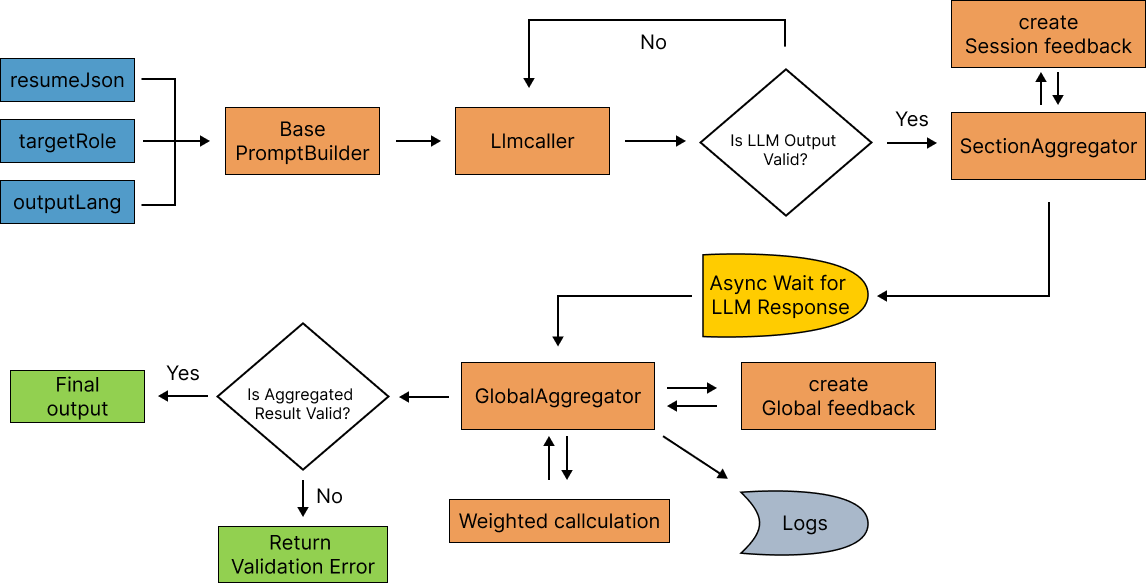 resumeJson
targetRole
outputLang
Base
PromptBuilder
Llmcaller
No
Is LLM Output
Valid?
Yes
create
Session feedback
SectionAggregator
Async Wait for
LLM Response
GlobalAggregator
create
Global feedback
Weighted callculation
Logs
Is Aggregated
Result Valid?
Yes
Final
output
No
Return
Validation Error